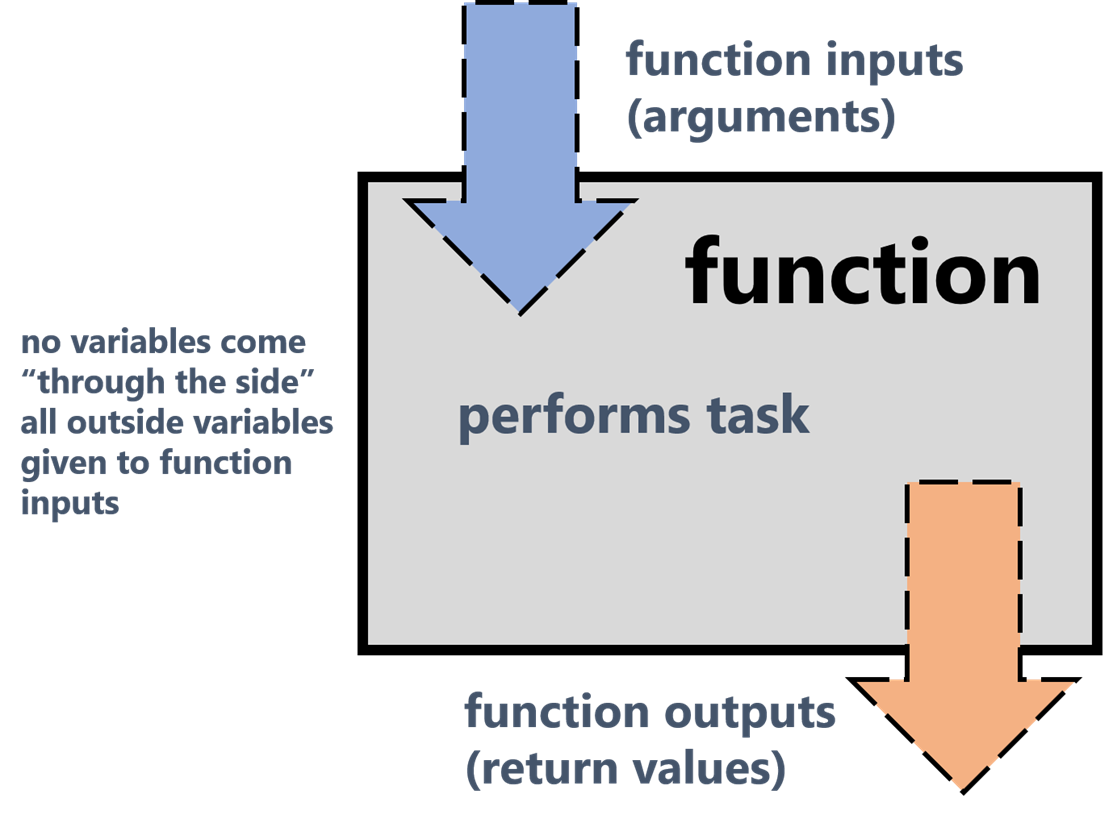 function inputs
(arguments)
function
no variables come
“through the side”
all outside variables
given to function
inputs
performs task
function outputs
(return values)